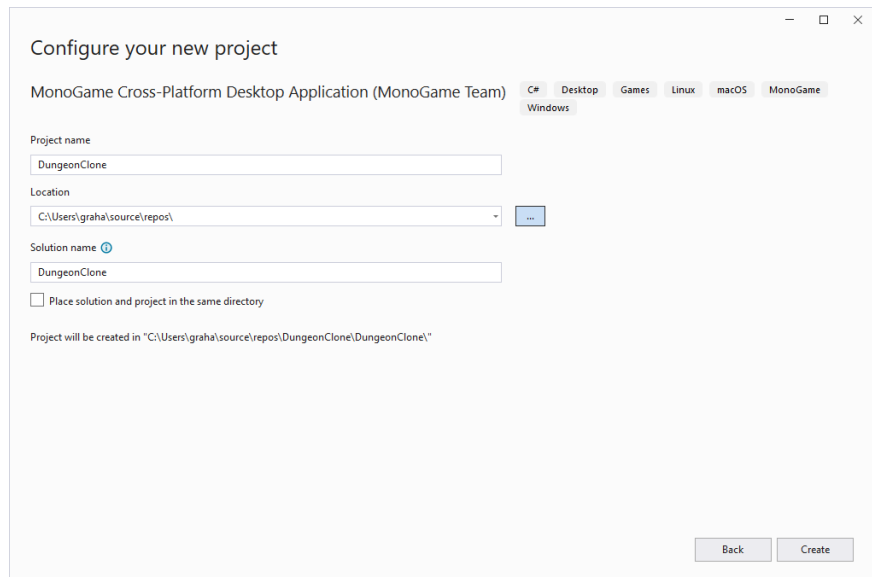 Configure your new project
MonoGame Cross-Platform Desktop Application (MonoGame Team) C# Desktop Games Linux macOS MonoGame
Windows
Project name
DungeonClone
Location
C:\Users\graha\source\repos\
...
Solution name
DungeonClone
Place solution and project in the same directory
Project will be created in "C:\Users\graha\source\repos\DungeonClone\DungeonClone\"
Back Create